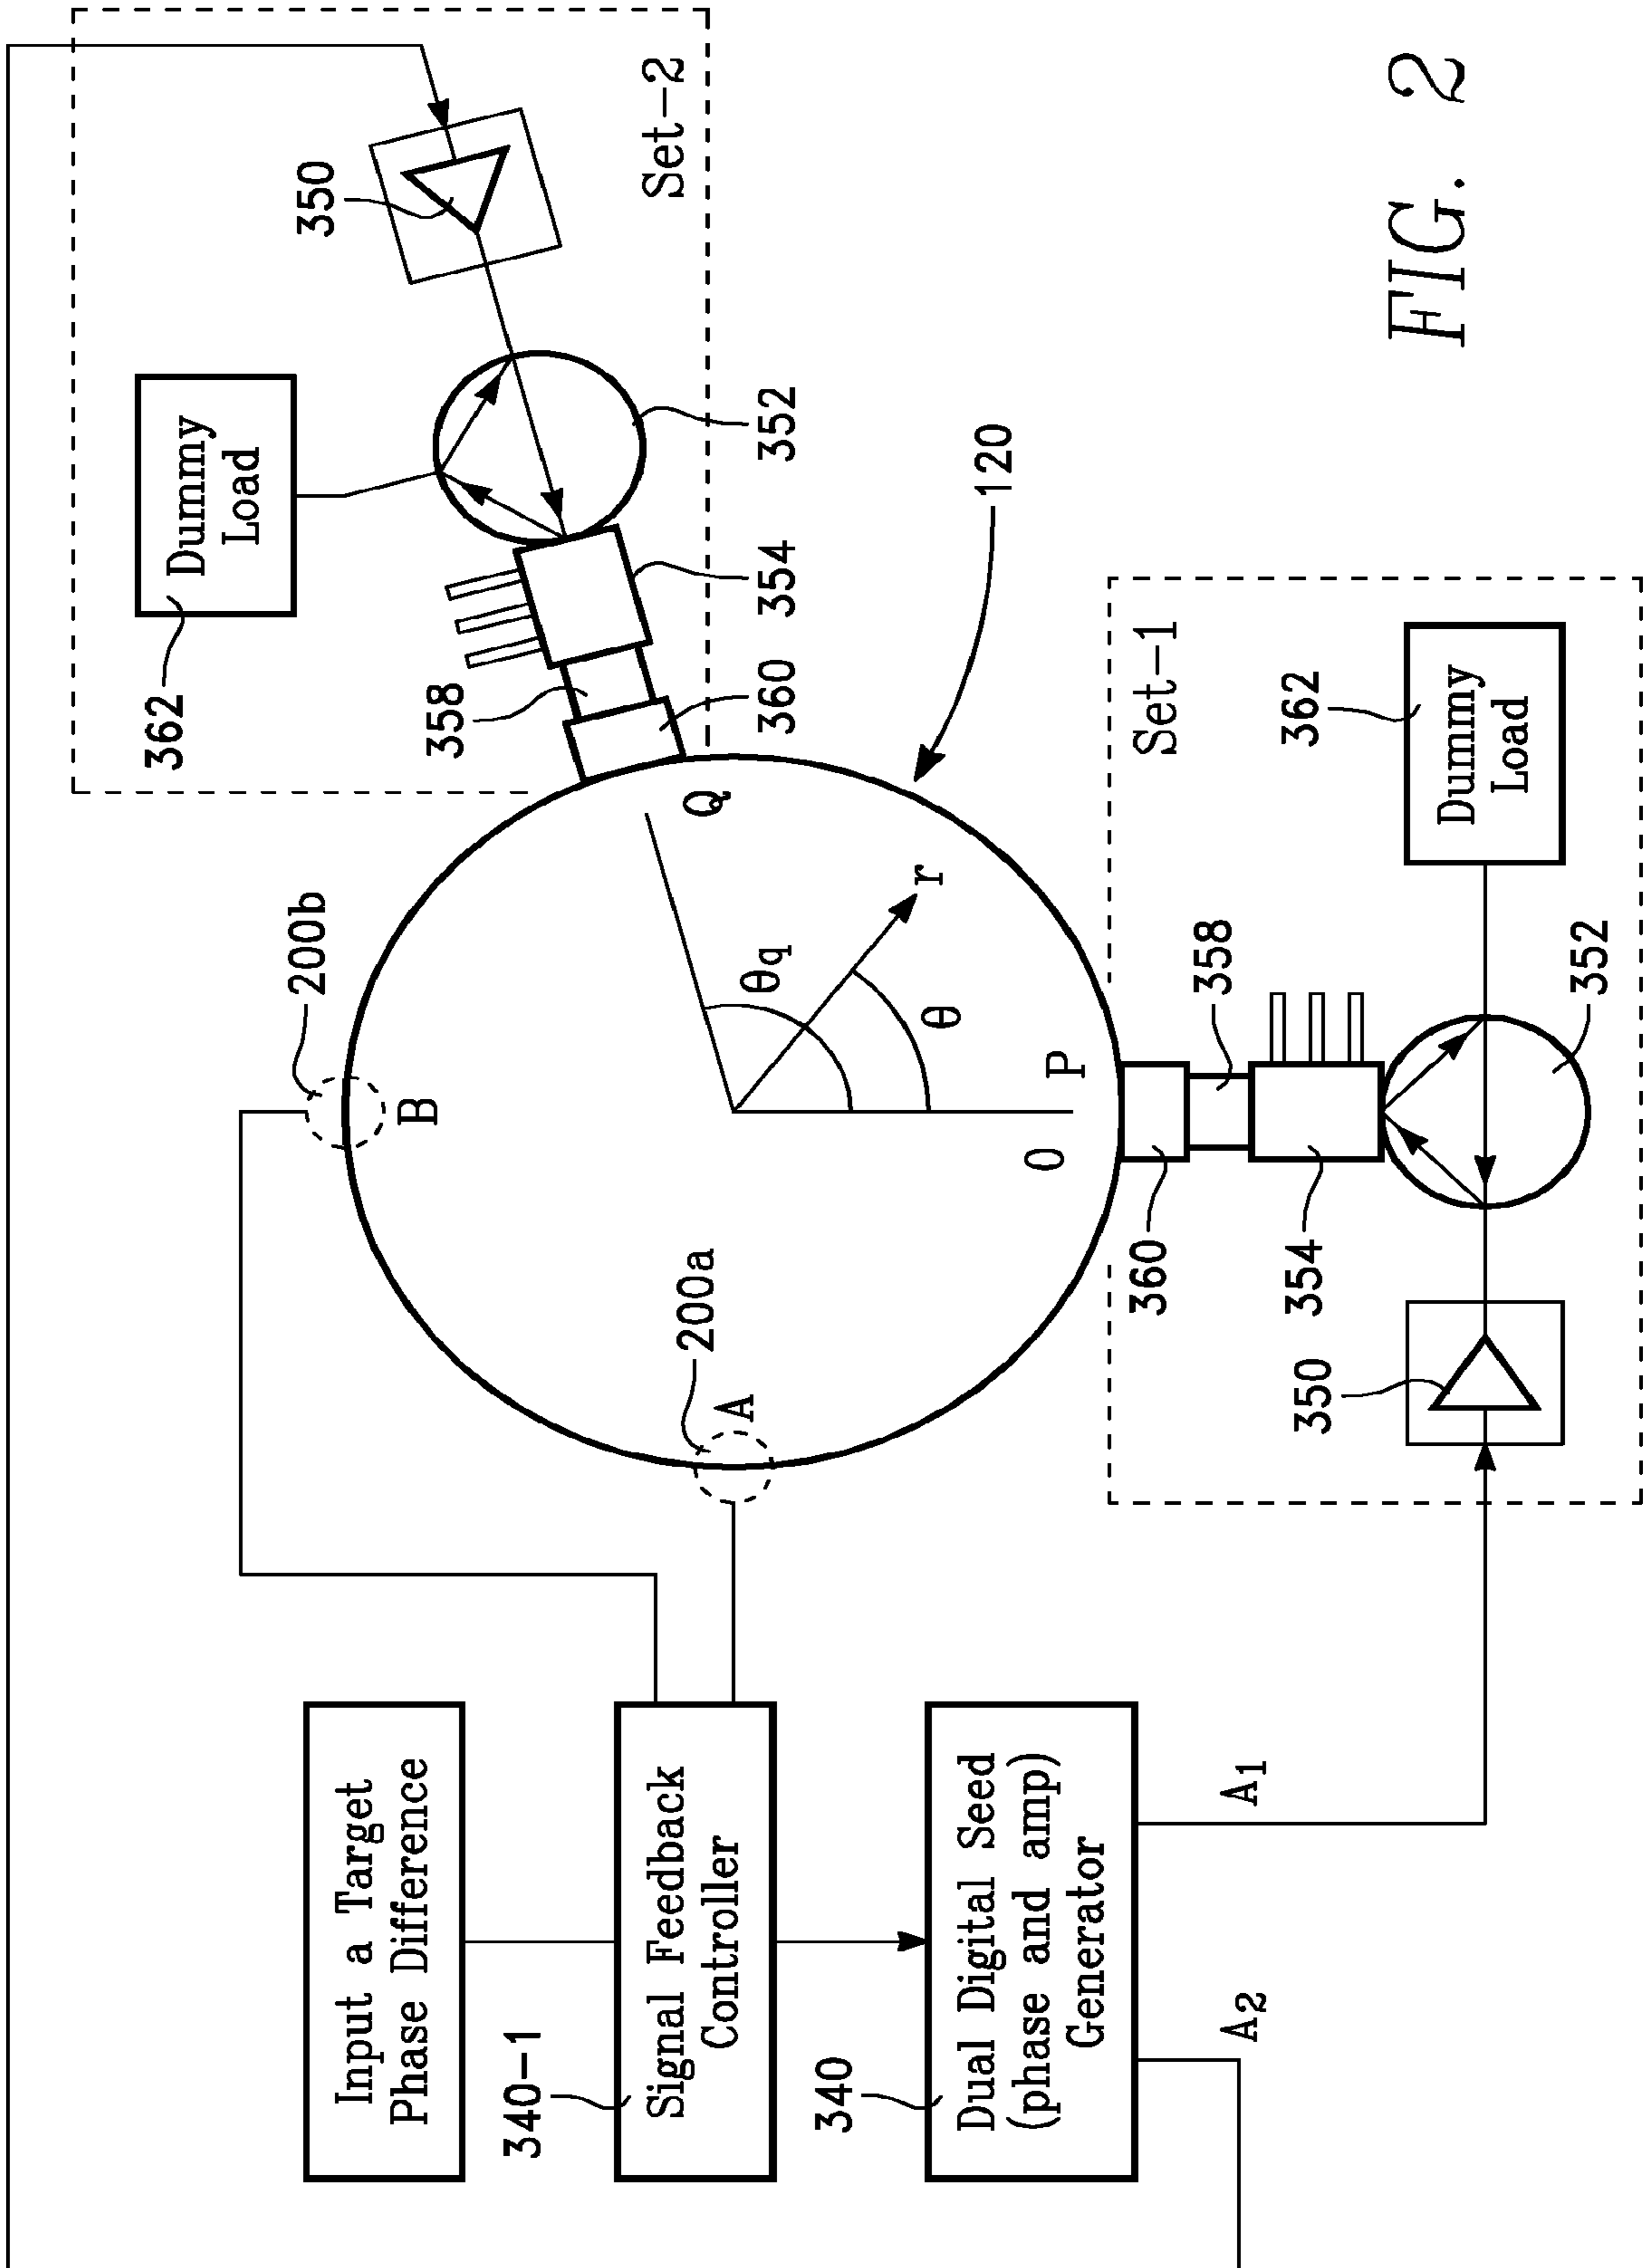 Input a Target
Phase Difference
340-1
Signal Feedback
Controller
340
Dual Digital Seed
(phase and amp)
Generator
A2
A1
200b
B
200a
A
θq
θ
r
O
P
Q
120
362
Dummy
Load
350
Set-2
352
354
358
360
Set-1
360
358
354
352
350
362
Dummy
Load
FIG. 2